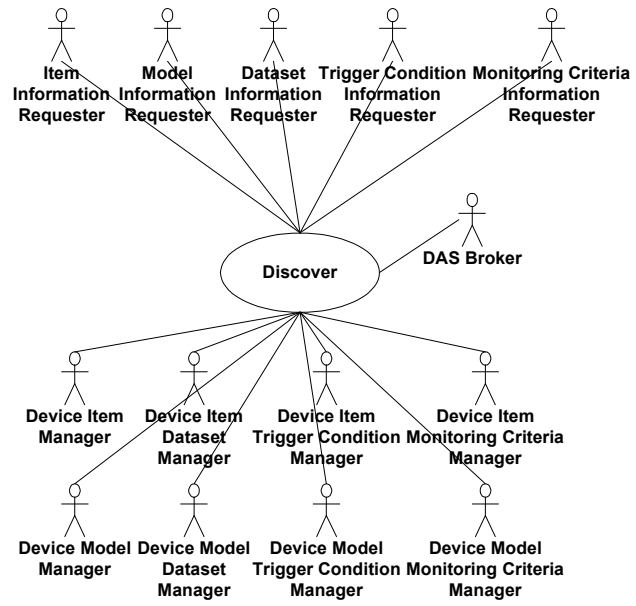 Item
Information
Requester
Model
Information
Requester
Dataset
Information
Requester
Trigger Condition
Information
Requester
Monitoring Criteria
Information
Requester
DAS Broker
Discover
Device Item
Manager
Device Item
Dataset
Manager
Device Item
Trigger Condition
Manager
Device Item
Monitoring Criteria
Manager
Device Model
Manager
Device Model
Dataset
Manager
Device Model
Trigger Condition
Manager
Device Model
Monitoring Criteria
Manager